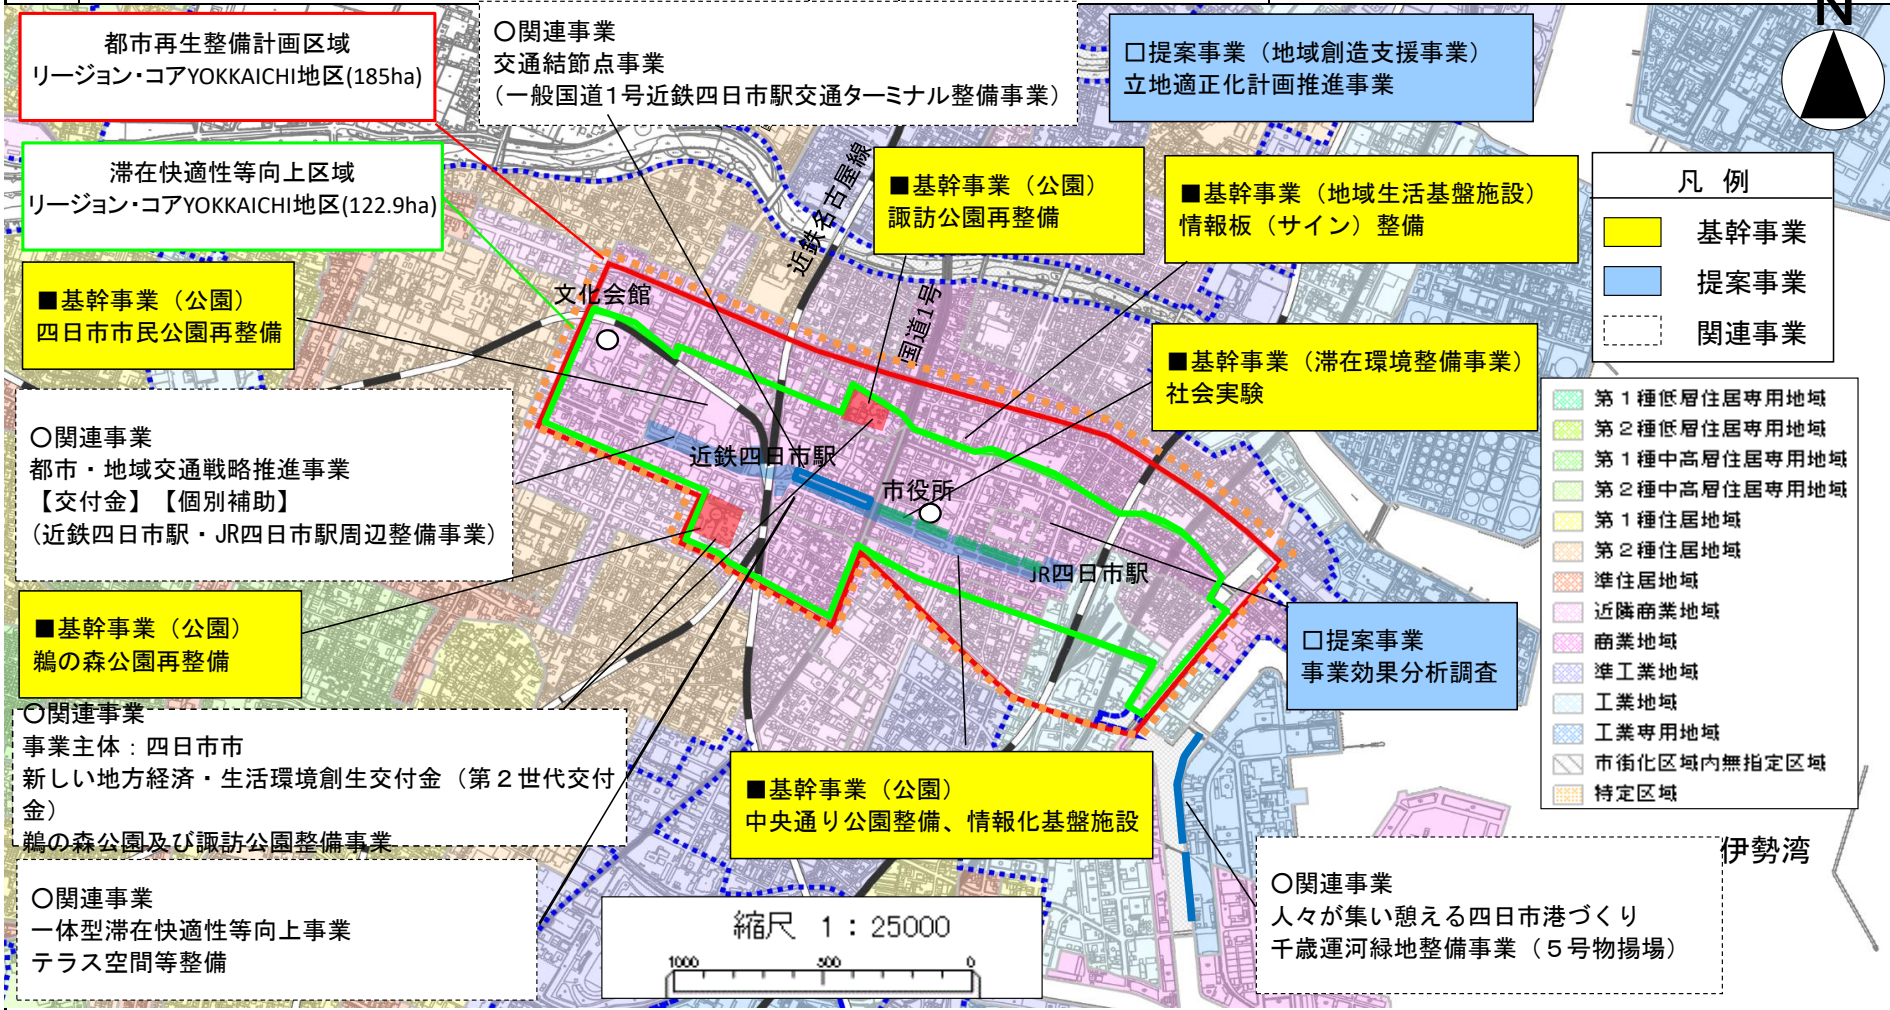 都市再生整備計画区域
リージョン・コアYOKKAICHI地区(185ha)
〇関連事業
交通結節点事業
（一般国道1号近鉄四日市駅交通ターミナル整備事業）
□提案事業（地域創造支援事業）
立地適正化計画推進事業
N
滞在快適性等向上区域
リージョン・コアYOKKAICHI地区(122.9ha)
■基幹事業（公園）
諏訪公園再整備
■基幹事業（地域生活基盤施設）
情報板（サイン）整備
凡 例
基幹事業
提案事業
関連事業
■基幹事業（公園）
四日市市民公園再整備
文化会館
近鉄名古屋線
国道1号
■基幹事業（滞在環境整備事業）
社会実験
〇関連事業
都市・地域交通戦略推進事業
【交付金】【個別補助】
（近鉄四日市駅・JR四日市駅周辺整備事業）
近鉄四日市駅
市役所
JR四日市駅
第１種低層住居専用地域
第２種低層住居専用地域
第１種中高層住居専用地域
第２種中高層住居専用地域
第１種住居地域
第２種住居地域
準住居地域
近隣商業地域
商業地域
準工業地域
工業地域
工業専用地域
市街化区域内無指定区域
特定区域
■基幹事業（公園）
鵜の森公園再整備
□提案事業
事業効果分析調査
〇関連事業
事業主体：四日市市
新しい地方経済・生活環境創生交付金（第２世代交付
金）
鵜の森公園及び諏訪公園整備事業
■基幹事業（公園）
中央通り公園整備、情報化基盤施設
〇関連事業
一体型滞在快適性等向上事業
テラス空間等整備
縮尺 1：25000
1000 500 0
〇関連事業
人々が集い憩える四日市港づくり
千歳運河緑地整備事業（５号物揚場）
伊勢湾